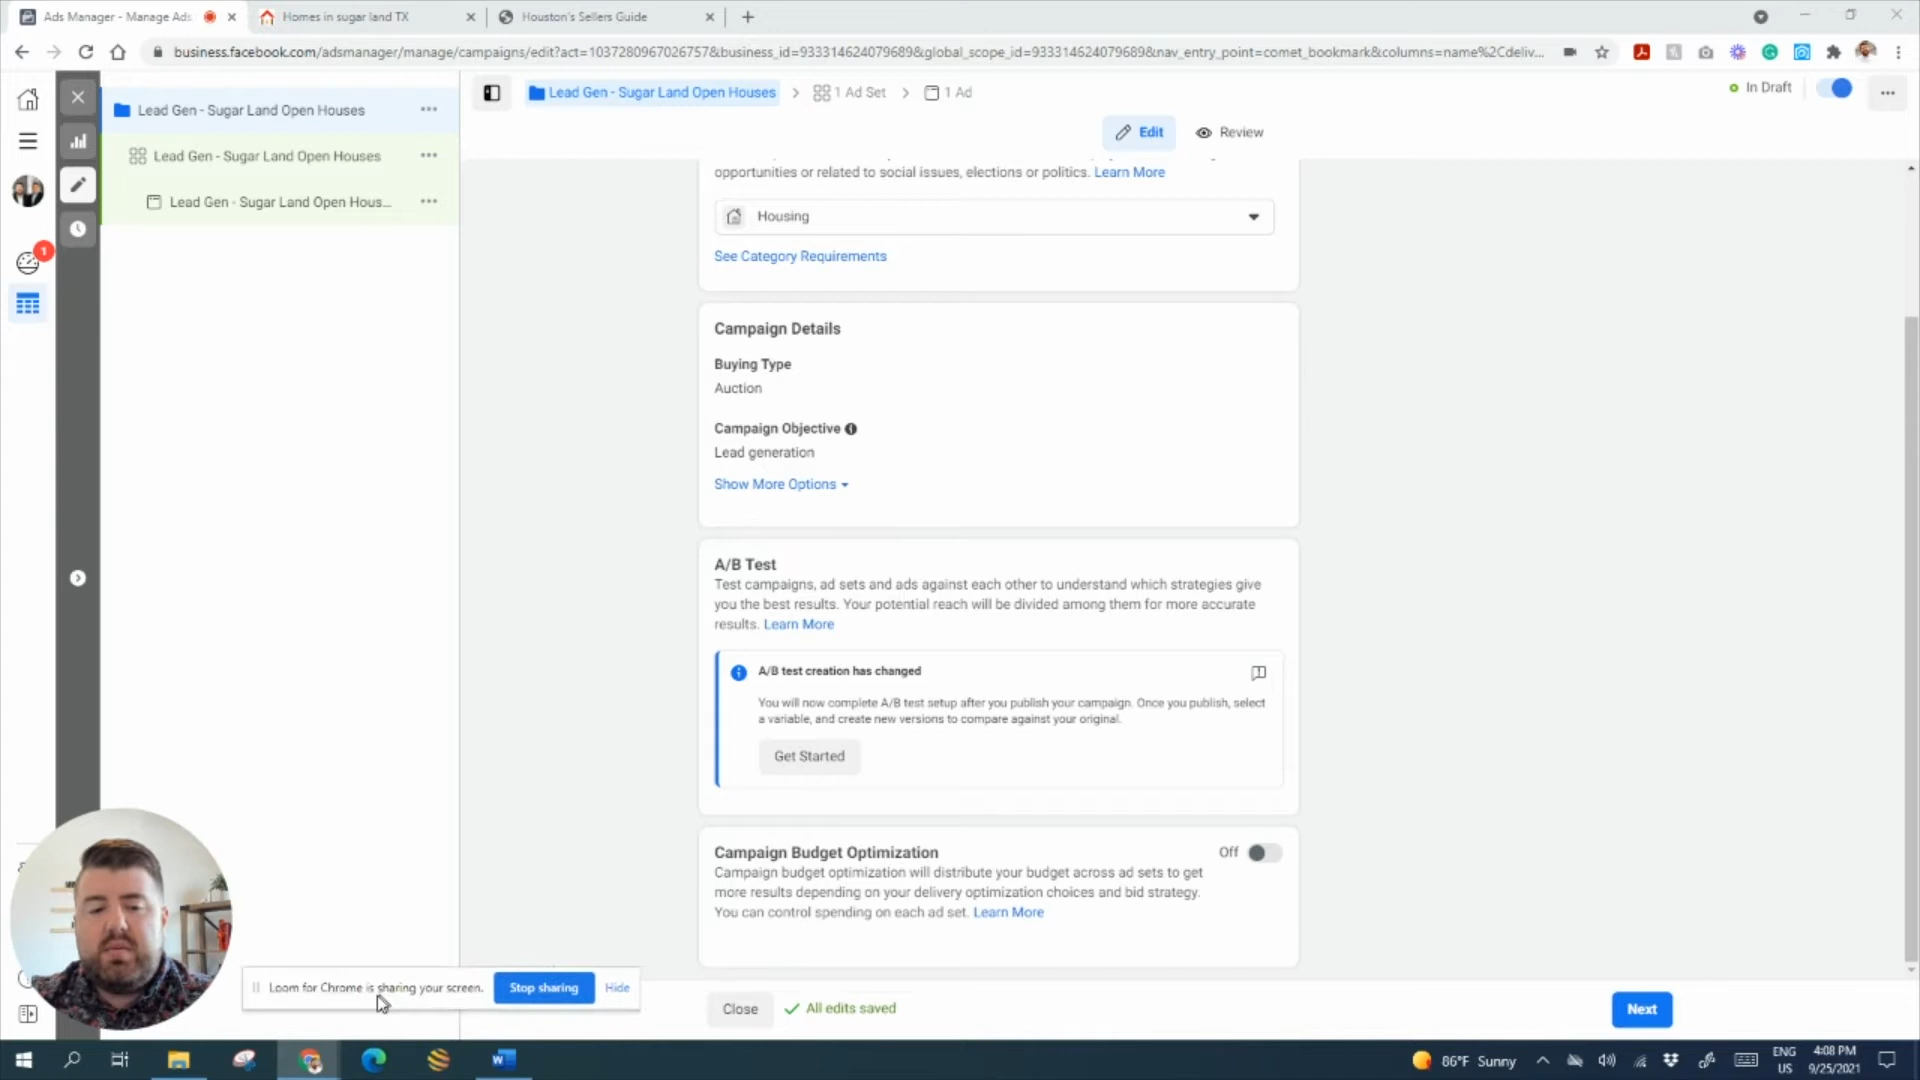 Ads Manager - Manage Ads
Homes in sugar land TX
Houston's Sellers Guide
business.facebook.com/adsmanager/manage/campaigns/edit?act=1037280967026757&business_id=933314624079689&global_scope_id=933314624079689&nav_entry_point=comet_bookmark&columns=name%2Cdeliv...
Lead Gen - Sugar Land Open Houses
Lead Gen - Sugar Land Open Houses
Lead Gen - Sugar Land Open Hous...
1
Lead Gen - Sugar Land Open Houses
1 Ad Set
1 Ad
In Draft
Edit
Review
opportunities or related to social issues, elections or politics. Learn More
Housing
See Category Requirements
Campaign Details
Buying Type
Auction
Campaign Objective
Lead generation
Show More Options
A/B Test
Test campaigns, ad sets and ads against each other to understand which strategies give
you the best results. Your potential reach will be divided among them for more accurate
results. Learn More
A/B test creation has changed
You will now complete A/B test setup after you publish your campaign. Once you publish, select
a variable, and create new versions to compare against your original.
Get Started
Campaign Budget Optimization
Off
Campaign budget optimization will distribute your budget across ad sets to get
more results depending on your delivery optimization choices and bid strategy.
You can control spending on each ad set. Learn More
Loom for Chrome is sharing your screen.
Stop sharing
Hide
Close
All edits saved
Next
86°F Sunny
ENG
US
4:08 PM
9/25/2021